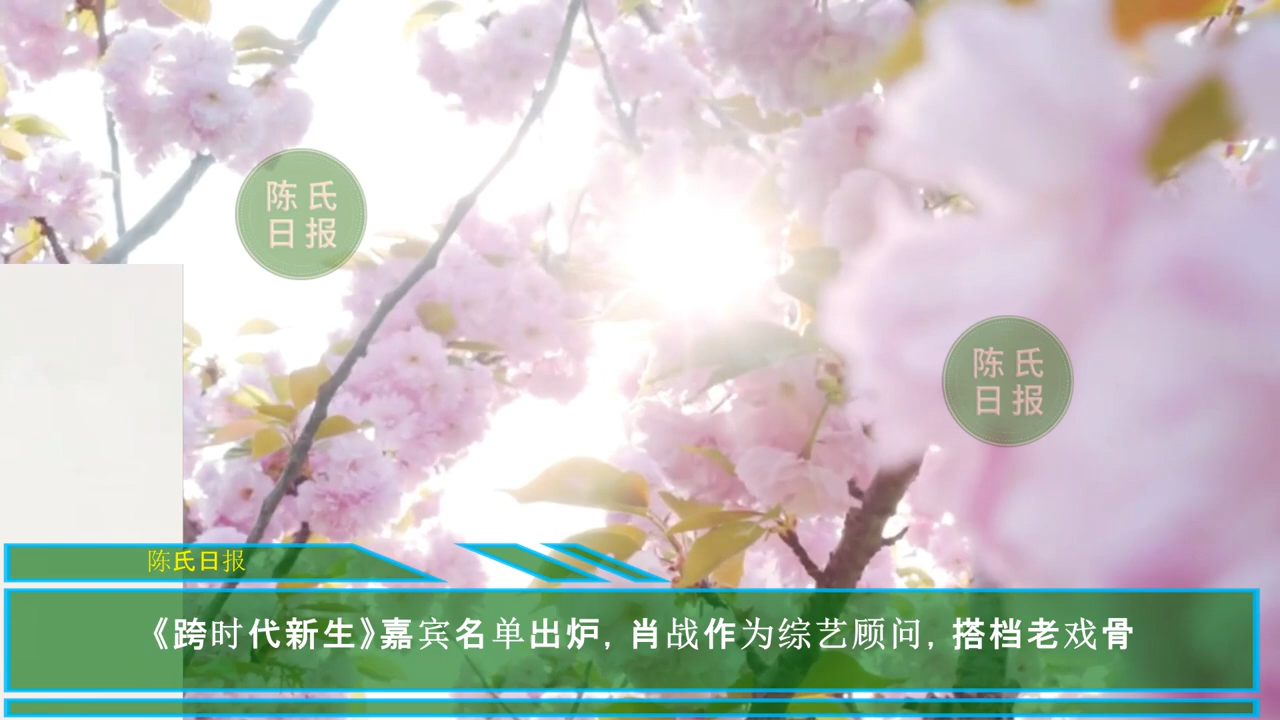 陈氏
日报
陈氏
日报
陈氏日报
《跨时代新生》嘉宾名单出炉，肖战作为综艺顾问，搭档老戏骨